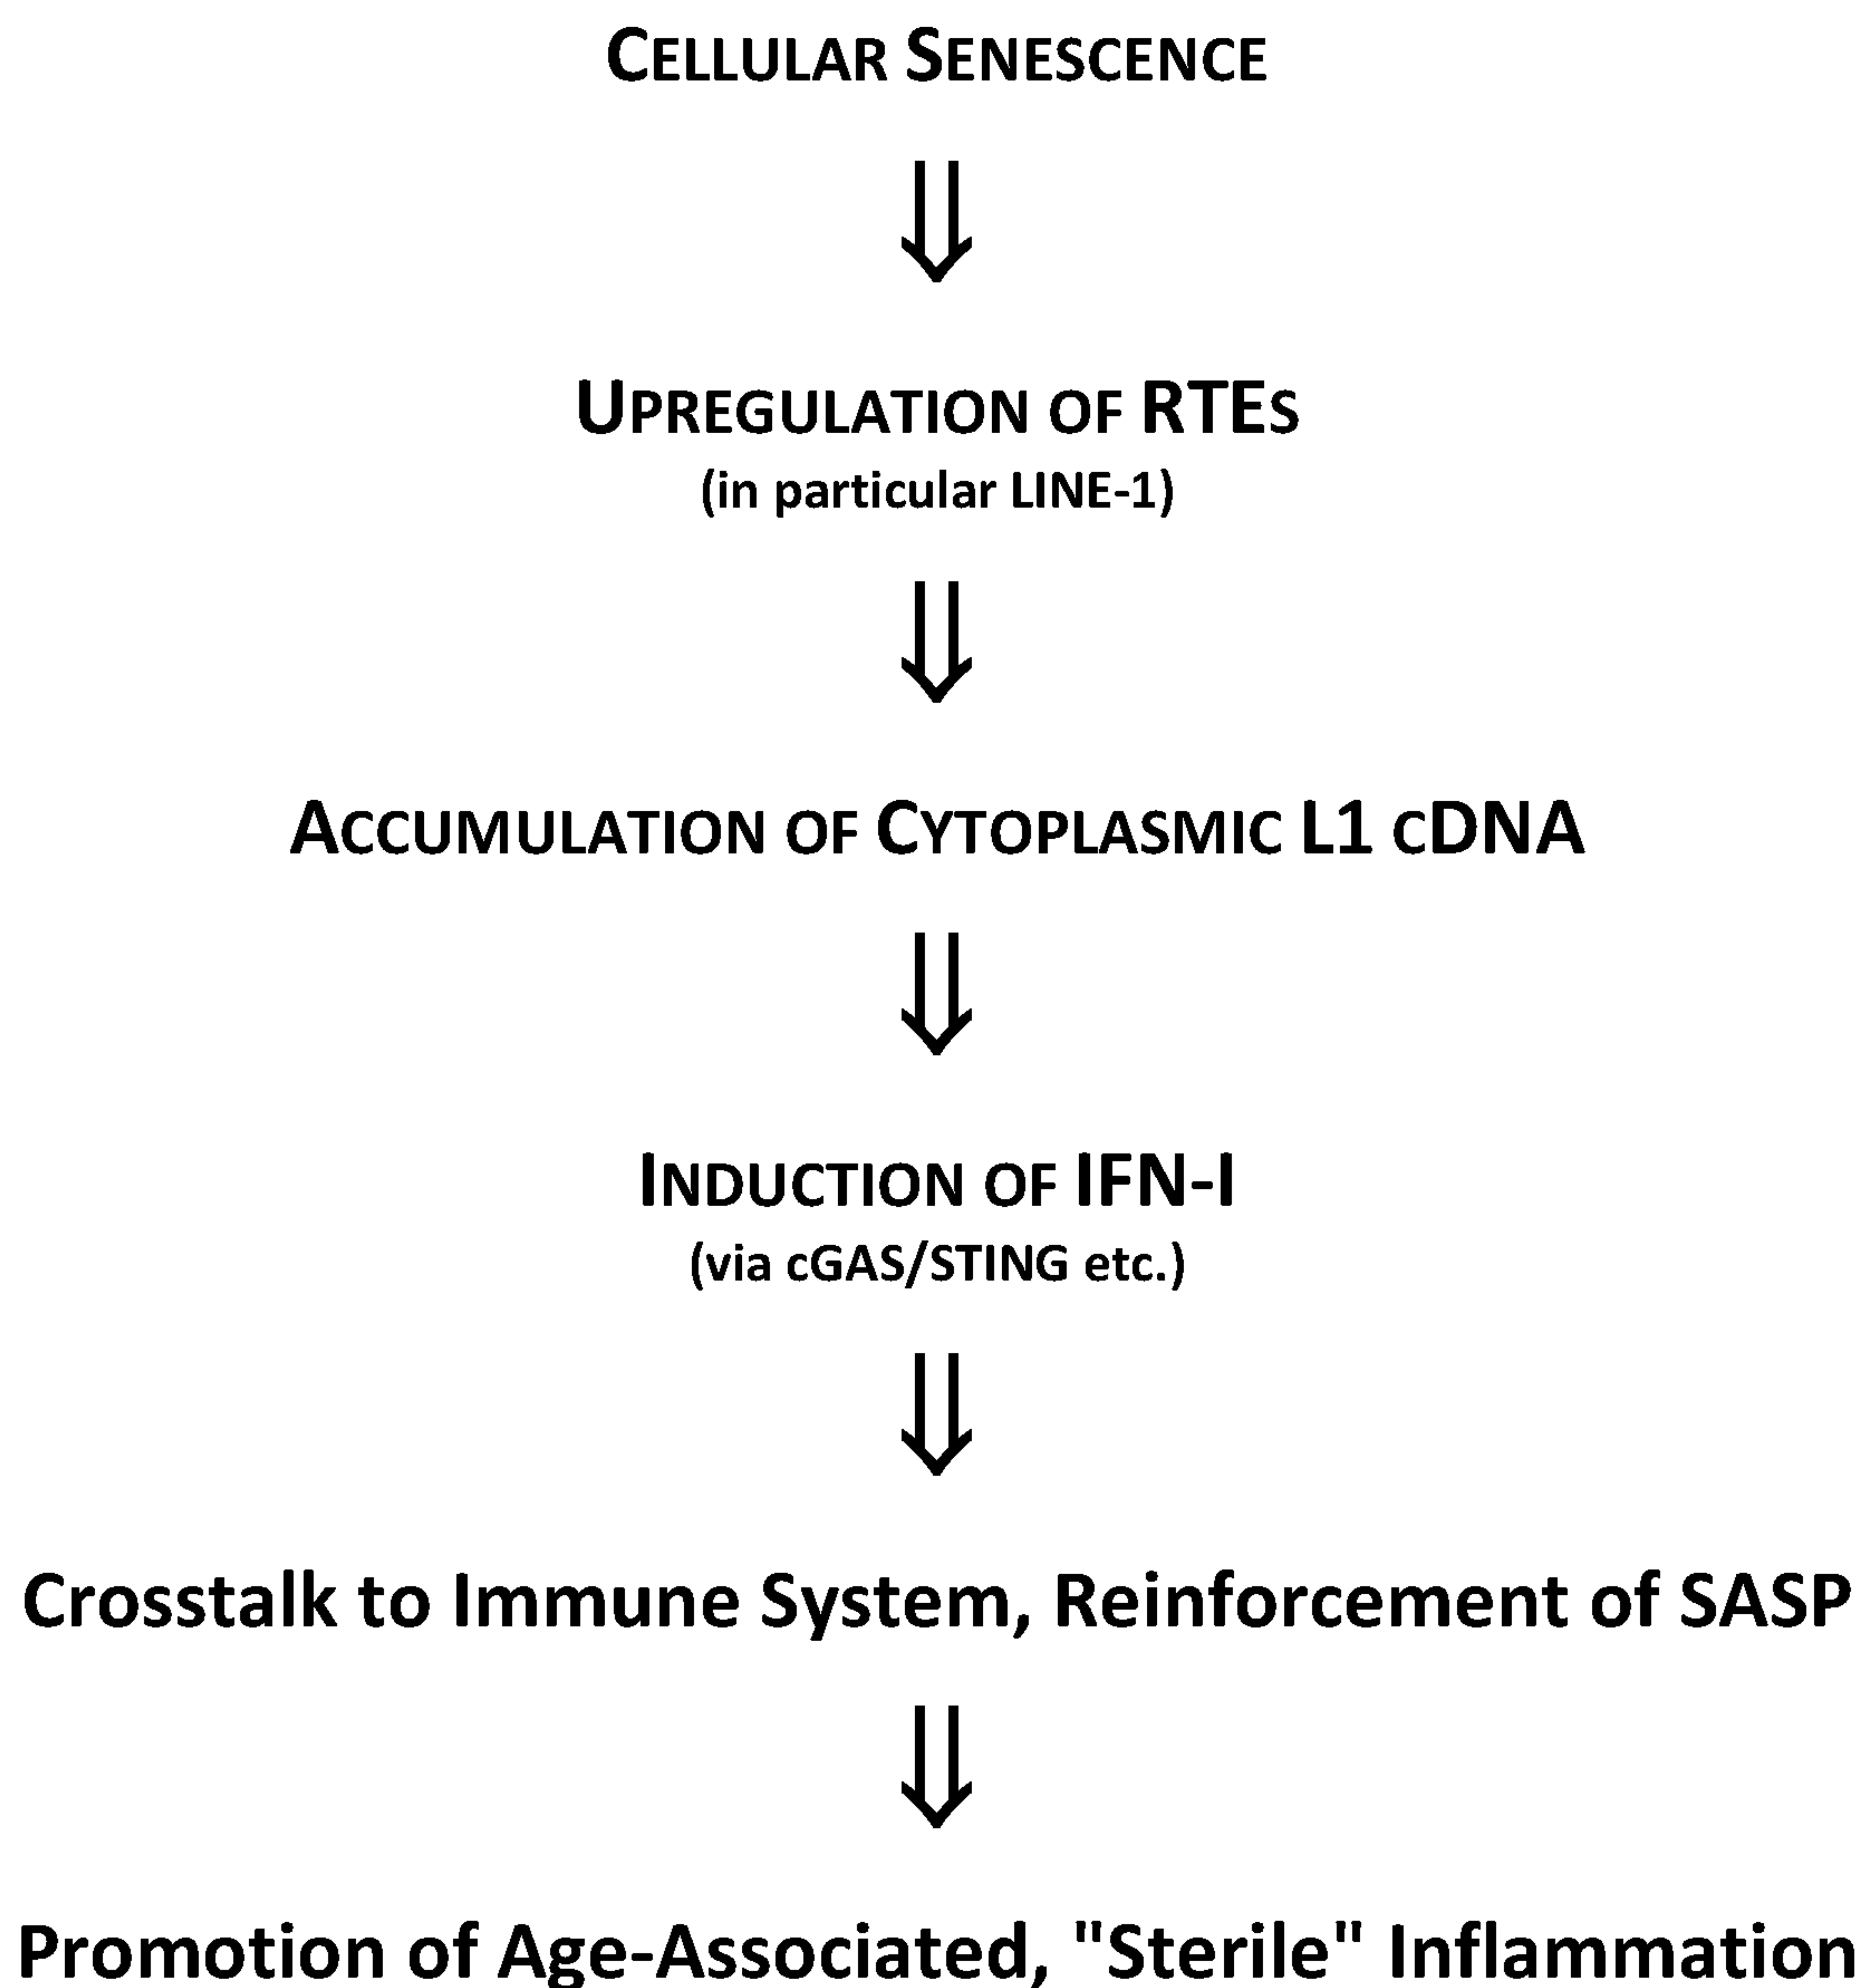 Cellular Senescence
Upregulation of RTEs
(in particular LINE-1)
Accumulation of Cytoplasmic L1 cDNA
Induction of IFN-I
(via cGAS/STING etc.)
Crosstalk to Immune System, Reinforcement of SASP
Promotion of Age-Associated, "Sterile" Inflammation